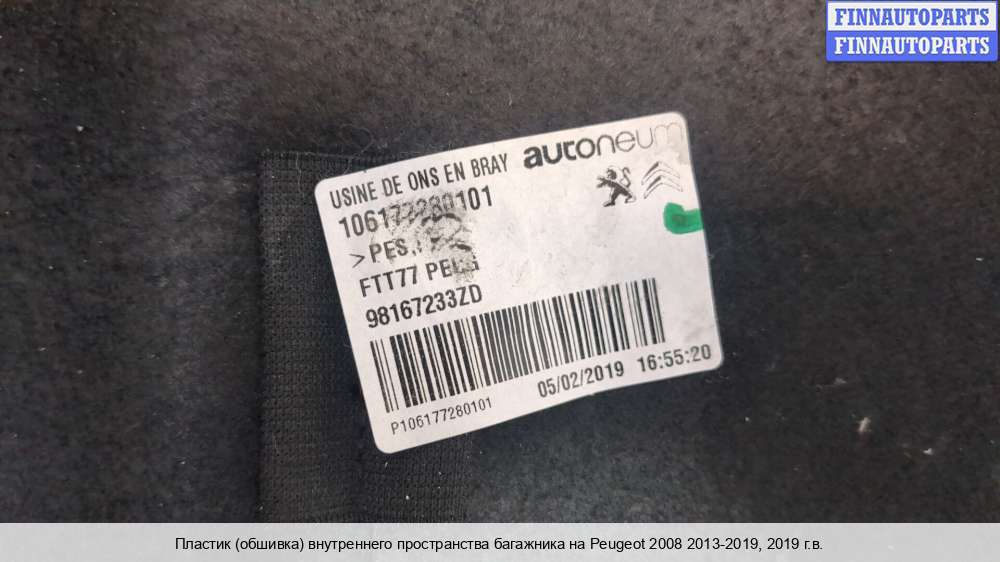 FINNAUTOPARTS
FINNAUTOPARTS
autoneum
USINE DE ONS EN BRAY
106177280101
>PES
FTT77
98167233ZD
05/02/2019 16:55:20
P106177280101
Пластик (обшивка) внутреннего пространства багажника на Peugeot 2008 2013-2019, 2019 г.в.